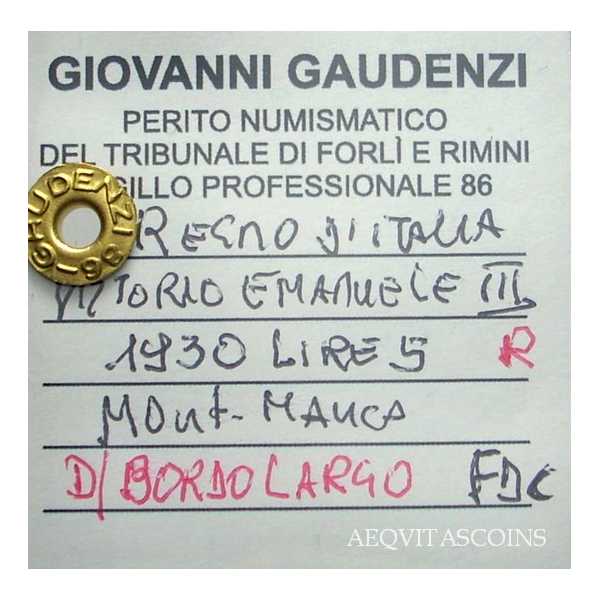 GIOVANNI GAUDENZI
PERITO NUMISMATICO
DEL TRIBUNALE DI FORLÌ E RIMINI
SIGILLO PROFESSIONALE 86
GAUDENZI-86
REGNO D'ITALIA
VITTORIO EMANUELE III
1930 LIRE 5 R
MONT-
D/BORDO LARGO FDC
AEQVITASCOINS